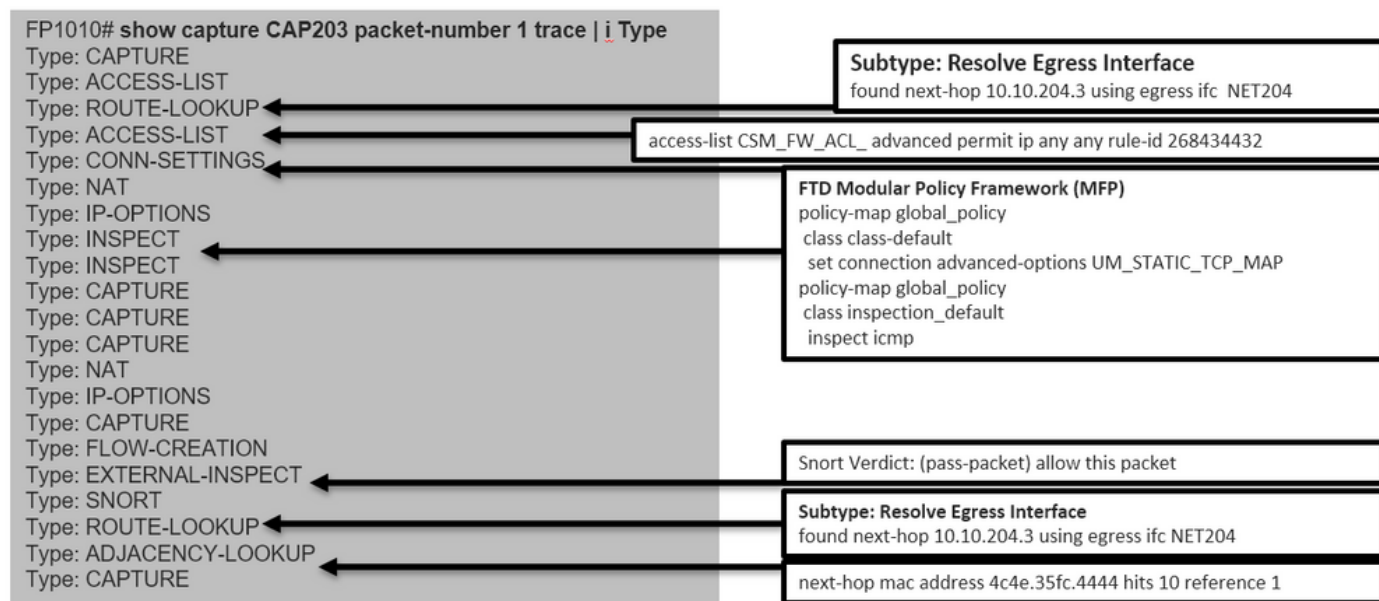 FP1010# show capture CAP203 packet-number 1 trace | i Type
Type: CAPTURE
Type: ACCESS-LIST
Type: ROUTE-LOOKUP
Type: ACCESS-LIST
Type: CONN-SETTINGS
Type: NAT
Type: IP-OPTIONS
Type: INSPECT
Type: INSPECT
Type: CAPTURE
Type: CAPTURE
Type: CAPTURE
Type: NAT
Type: IP-OPTIONS
Type: CAPTURE
Type: FLOW-CREATION
Type: EXTERNAL-INSPECT
Type: SNORT
Type: ROUTE-LOOKUP
Type: ADJACENCY-LOOKUP
Type: CAPTURE
Subtype: Resolve Egress Interface
found next-hop 10.10.204.3 using egress ifc NET204
access-list CSM_FW_ACL_ advanced permit ip any any rule-id 268434432
FTD Modular Policy Framework (MFP)
policy-map global_policy
class class-default
set connection advanced-options UM_STATIC_TCP_MAP
policy-map global_policy
class inspection_default
inspect icmp
Snort Verdict: (pass-packet) allow this packet
Subtype: Resolve Egress Interface
found next-hop 10.10.204.3 using egress ifc NET204
next-hop mac address 4c4e.35fc.4444 hits 10 reference 1